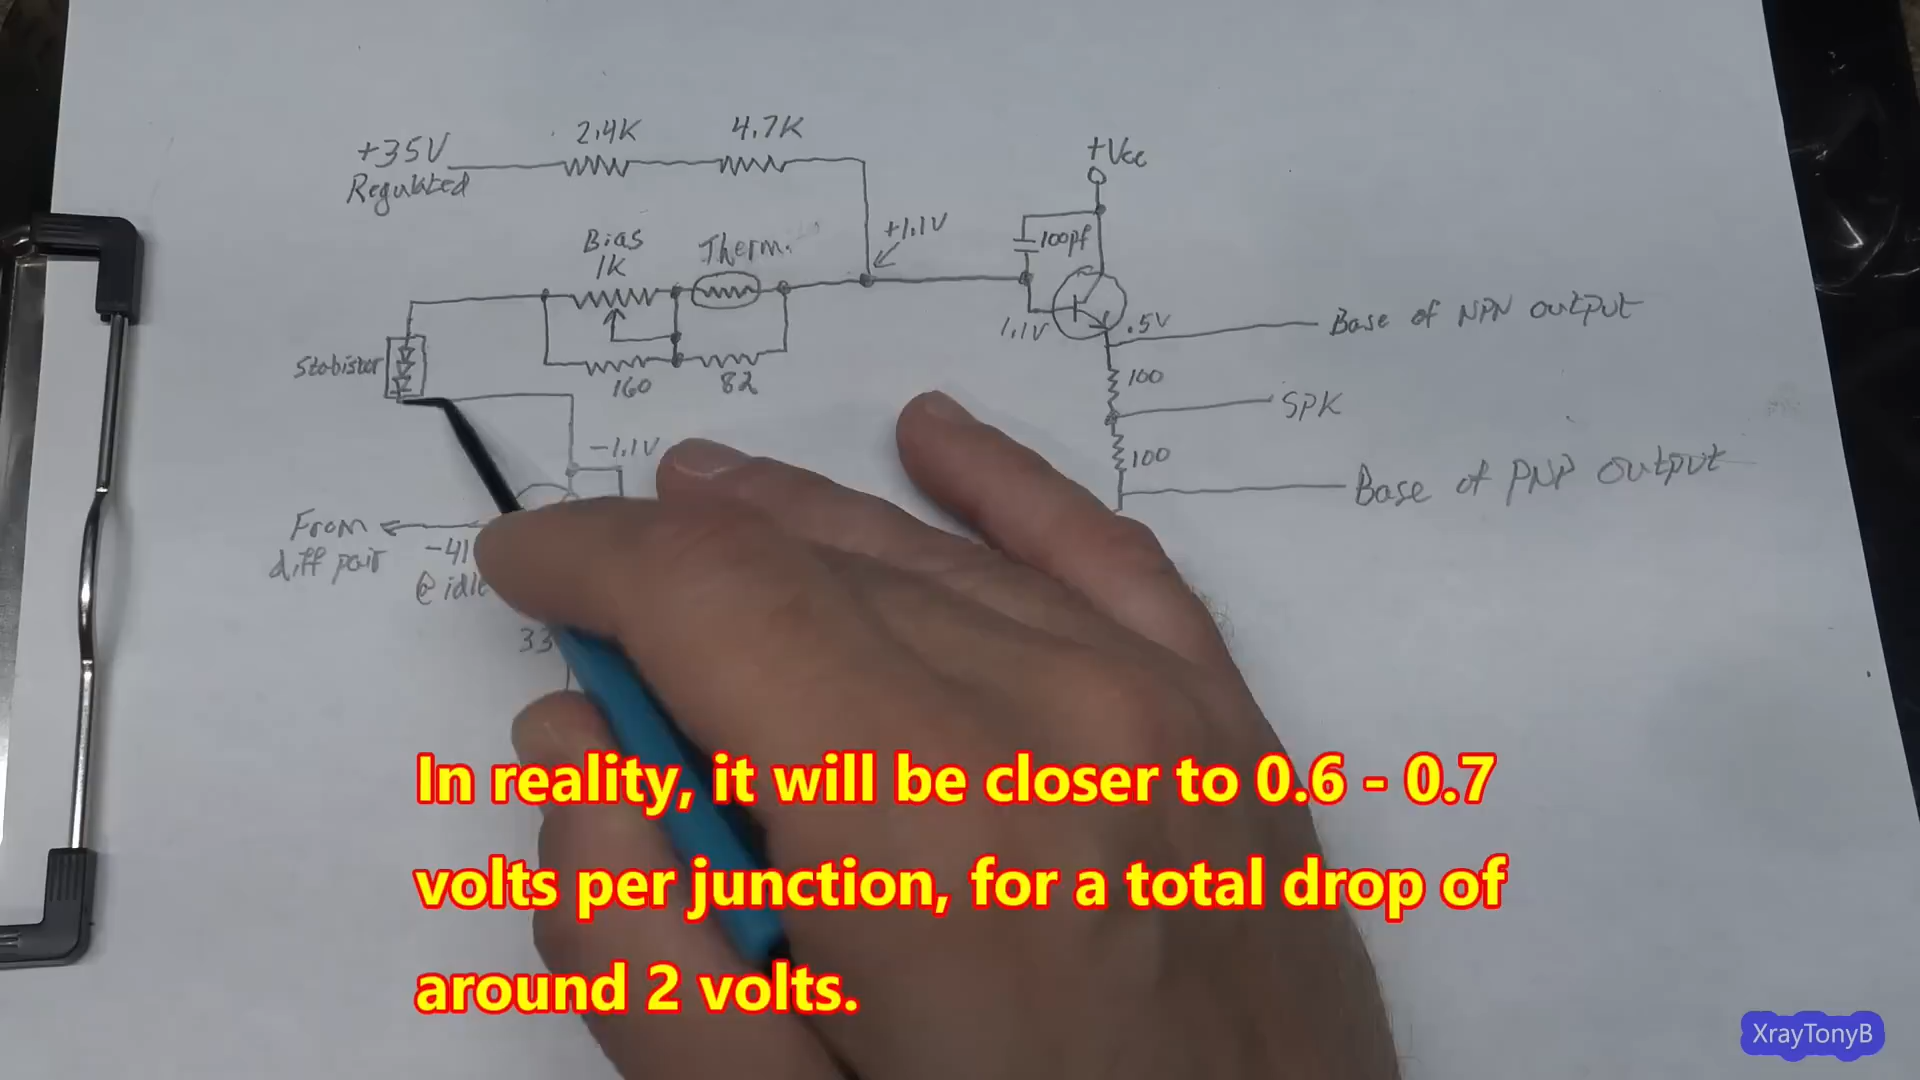 2.4K
4.7K
+35V
Regulated
+Vcc
+1.1V
Bias
1K
Therm.
100pf
1.1V
.5V
Base of NPN output
Stabistor
160
82
100
SPK
-1.1V
100
Base of PNP output
From
diff pair
-41
@ idle
33
In reality, it will be closer to 0.6 - 0.7
volts per junction, for a total drop of
around 2 volts.
XrayTonyB